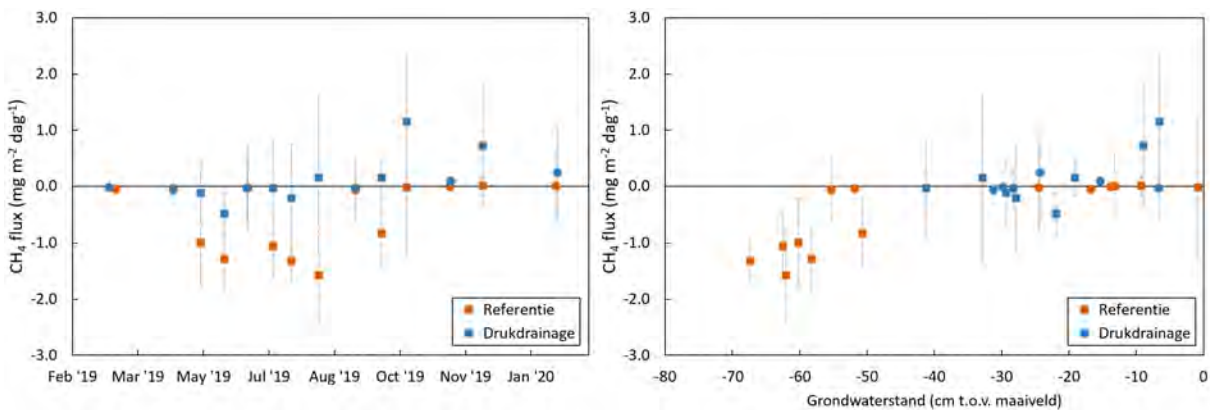 CH₄ flux (mg m⁻² dag⁻¹)
3.0
2.0
1.0
0.0
-1.0
-2.0
-3.0
Referentie
Drukdrainage
Feb '19 Mar '19 May '19 Jul '19 Aug '19 Oct '19 Nov '19 Jan '20
CH₄ flux (mg m⁻² dag⁻¹)
3.0
2.0
1.0
0.0
-1.0
-2.0
-3.0
Referentie
Drukdrainage
-80 -70 -60 -50 -40 -30 -20 -10 0
Grondwaterstand (cm t.o.v. maaiveld)